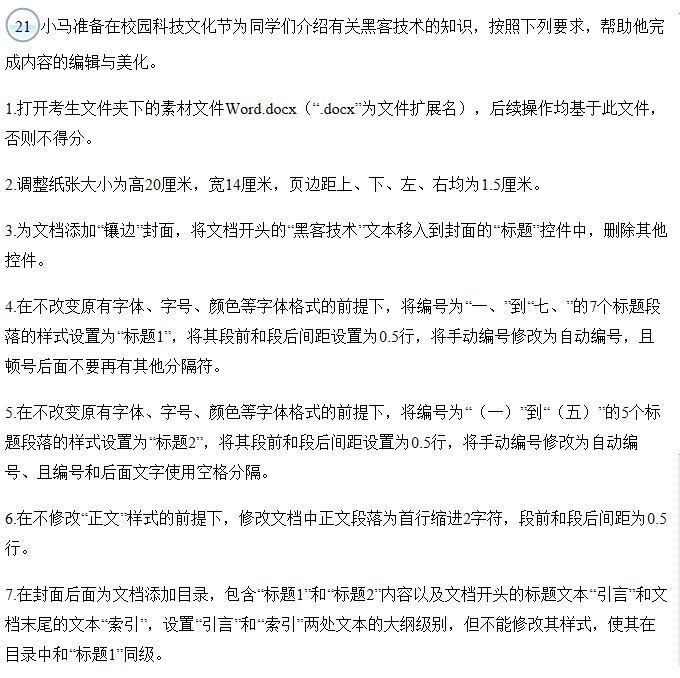 21 小马准备在校园科技文化节为同学们介绍有关黑客技术的知识，按照下列要求，帮助他完
成内容的编辑与美化。
1.打开考生文件夹下的素材文件Word.docx（“.docx”为文件扩展名），后续操作均基于此文件，
否则不得分。
2.调整纸张大小为高20厘米，宽14厘米，页边距上、下、左、右均为1.5厘米。
3.为文档添加“镶边”封面，将文档开头的“黑客技术”文本移入到封面的“标题”控件中，删除其他
控件。
4.在不改变原有字体、字号、颜色等字体格式的前提下，将编号为“一、”到“七、”的7个标题段
落的样式设置为“标题1”，将其段前和段后间距设置为0.5行，将手动编号修改为自动编号，且
顿号后面不要再有其他分隔符。
5.在不改变原有字体、字号、颜色等字体格式的前提下，将编号为“（一）”到“（五）”的5个标
题段落的样式设置为“标题2”，将其段前和段后间距设置为0.5行，将手动编号修改为自动编
号、且编号和后面文字使用空格分隔。
6.在不修改“正文”样式的前提下，修改文档中正文段落为首行缩进2字符，段前和段后间距为0.5
行。
7.在封面后面为文档添加目录，包含“标题1”和“标题2”内容以及文档开头的标题文本“引言”和文
档末尾的文本“索引”，设置“引言”和“索引”两处文本的大纲级别，但不能修改其样式，使其在
目录中和“标题1”同级。